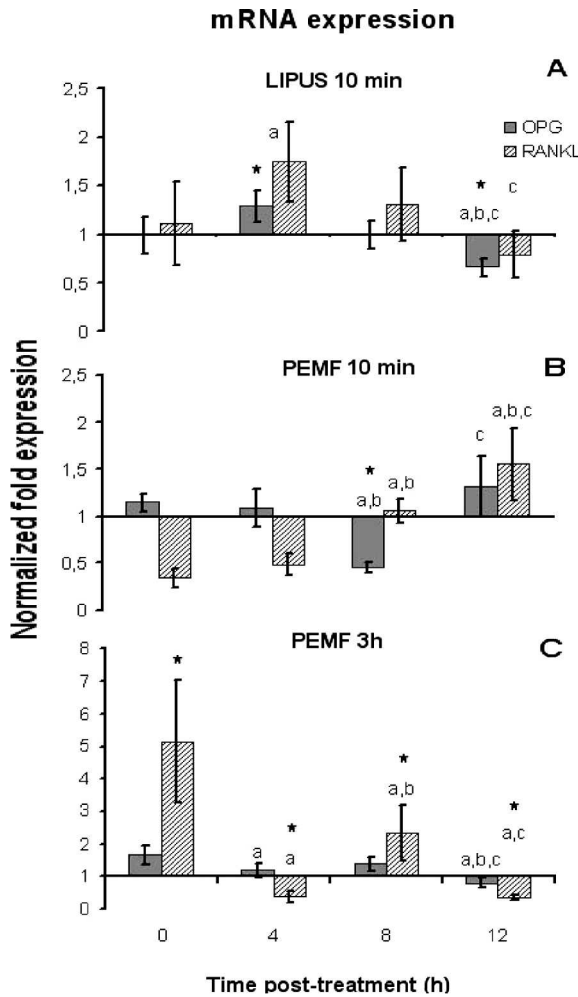 mRNA expression
A
LIPUS 10 min
2,5
2
1,5
1
0,5
0
OPG
RANKL
a
*
*
c
a,b,c
Normalized fold expression
B
PEMF 10 min
2,5
2
1,5
1
0,5
0
*
a,b
a,b
c
a,b,c
C
PEMF 3h
8
7
6
5
4
3
2
1
0
*
a
*
a
*
a,b
*
a,c
a,b,c
0 4 8 12
Time post-treatment (h)